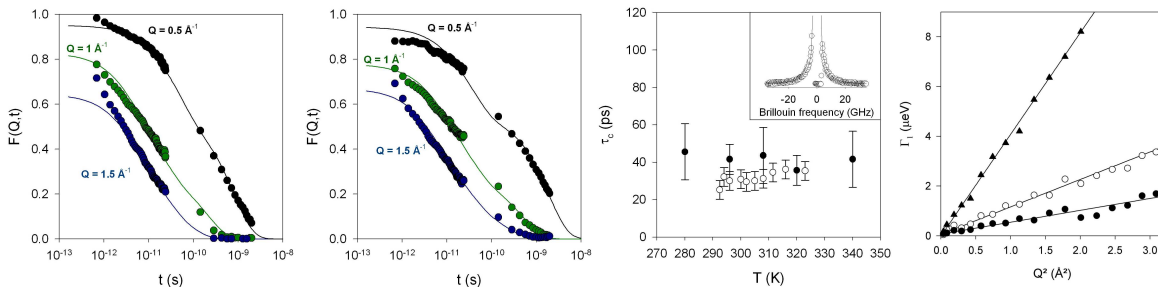 F(Q,t)
1.0
0.8
0.6
0.4
0.2
0.0
Q = 0.5 Å-1
Q = 1 Å-1
Q = 1.5 Å-1
10-13 10-12 10-11 10-10 10-9 10-8
t (s)
F(Q,t)
1.0
0.8
0.6
0.4
0.2
0.0
Q = 0.5 Å-1
Q = 1 Å-1
Q = 1.5 Å-1
10-13 10-12 10-11 10-10 10-9 10-8
t (s)
τc (ps)
120
100
80
60
40
20
0
-20 0 20
Brillouin frequency (GHz)
270 280 290 300 310 320 330 340 350
T (K)
Γ1 (µeV)
8
6
4
2
0
0.0 0.5 1.0 1.5 2.0 2.5 3.0
Q² (Å²)